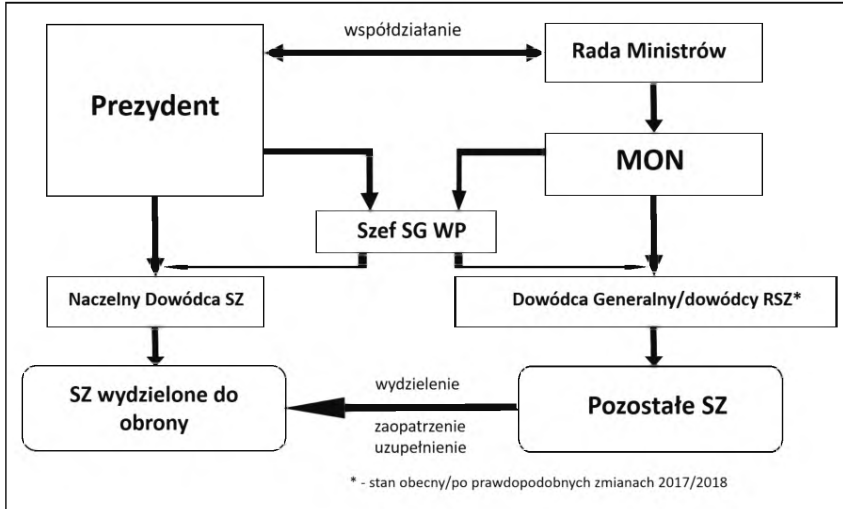 współdziałanie
Prezydent
Rada Ministrów
MON
Szef SG WP
Naczelny Dowódca SZ
Dowódca Generalny/dowódcy RSZ*
SZ wydzielone do
obrony
wydzielenie
zaopatrzenie
uzupełnienie
Pozostałe SZ
* - stan obecny/po prawdopodobnych zmianach 2017/2018